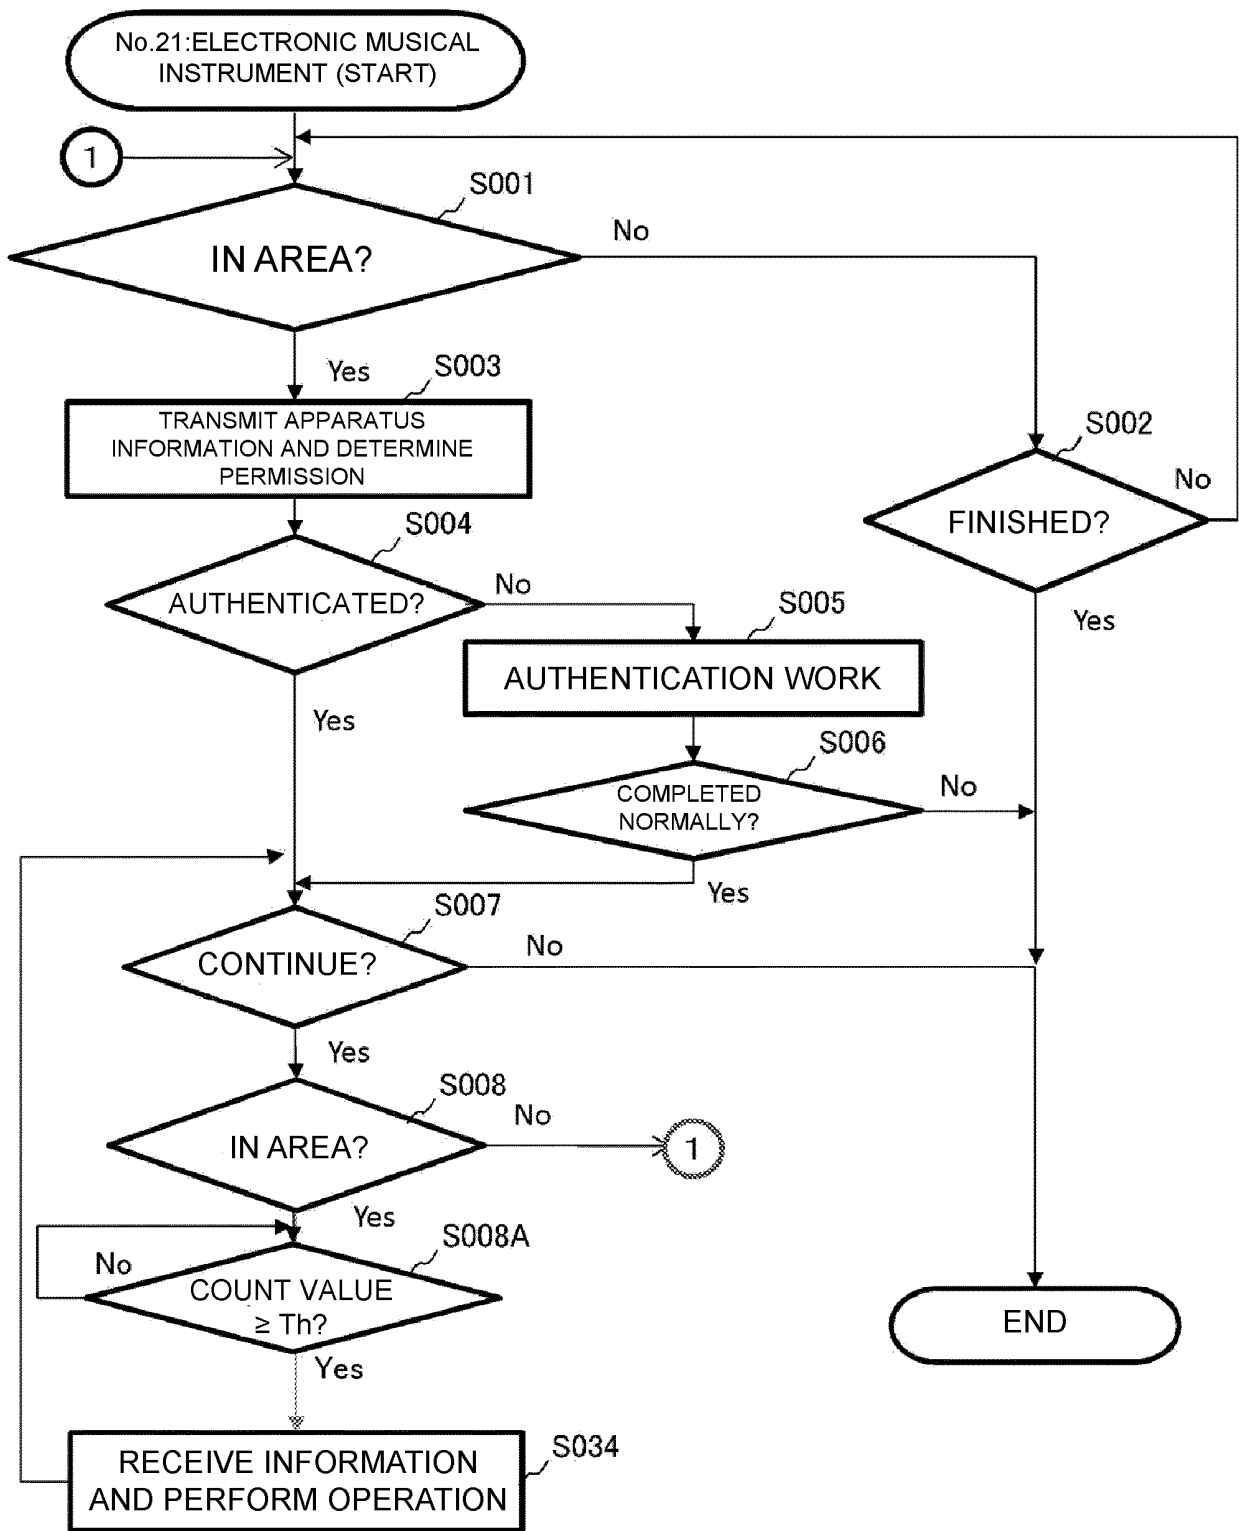 No.21:ELECTRONIC MUSICAL
INSTRUMENT (START)
1
S001
IN AREA?
No
Yes
S003
TRANSMIT APPARATUS
INFORMATION AND DETERMINE
PERMISSION
S002
FINISHED?
No
Yes
S004
AUTHENTICATED?
No
Yes
S005
AUTHENTICATION WORK
S006
COMPLETED
NORMALLY?
No
Yes
S007
CONTINUE?
No
Yes
S008
IN AREA?
No
1
Yes
S008A
No
COUNT VALUE
≥ Th?
Yes
END
S034
RECEIVE INFORMATION
AND PERFORM OPERATION